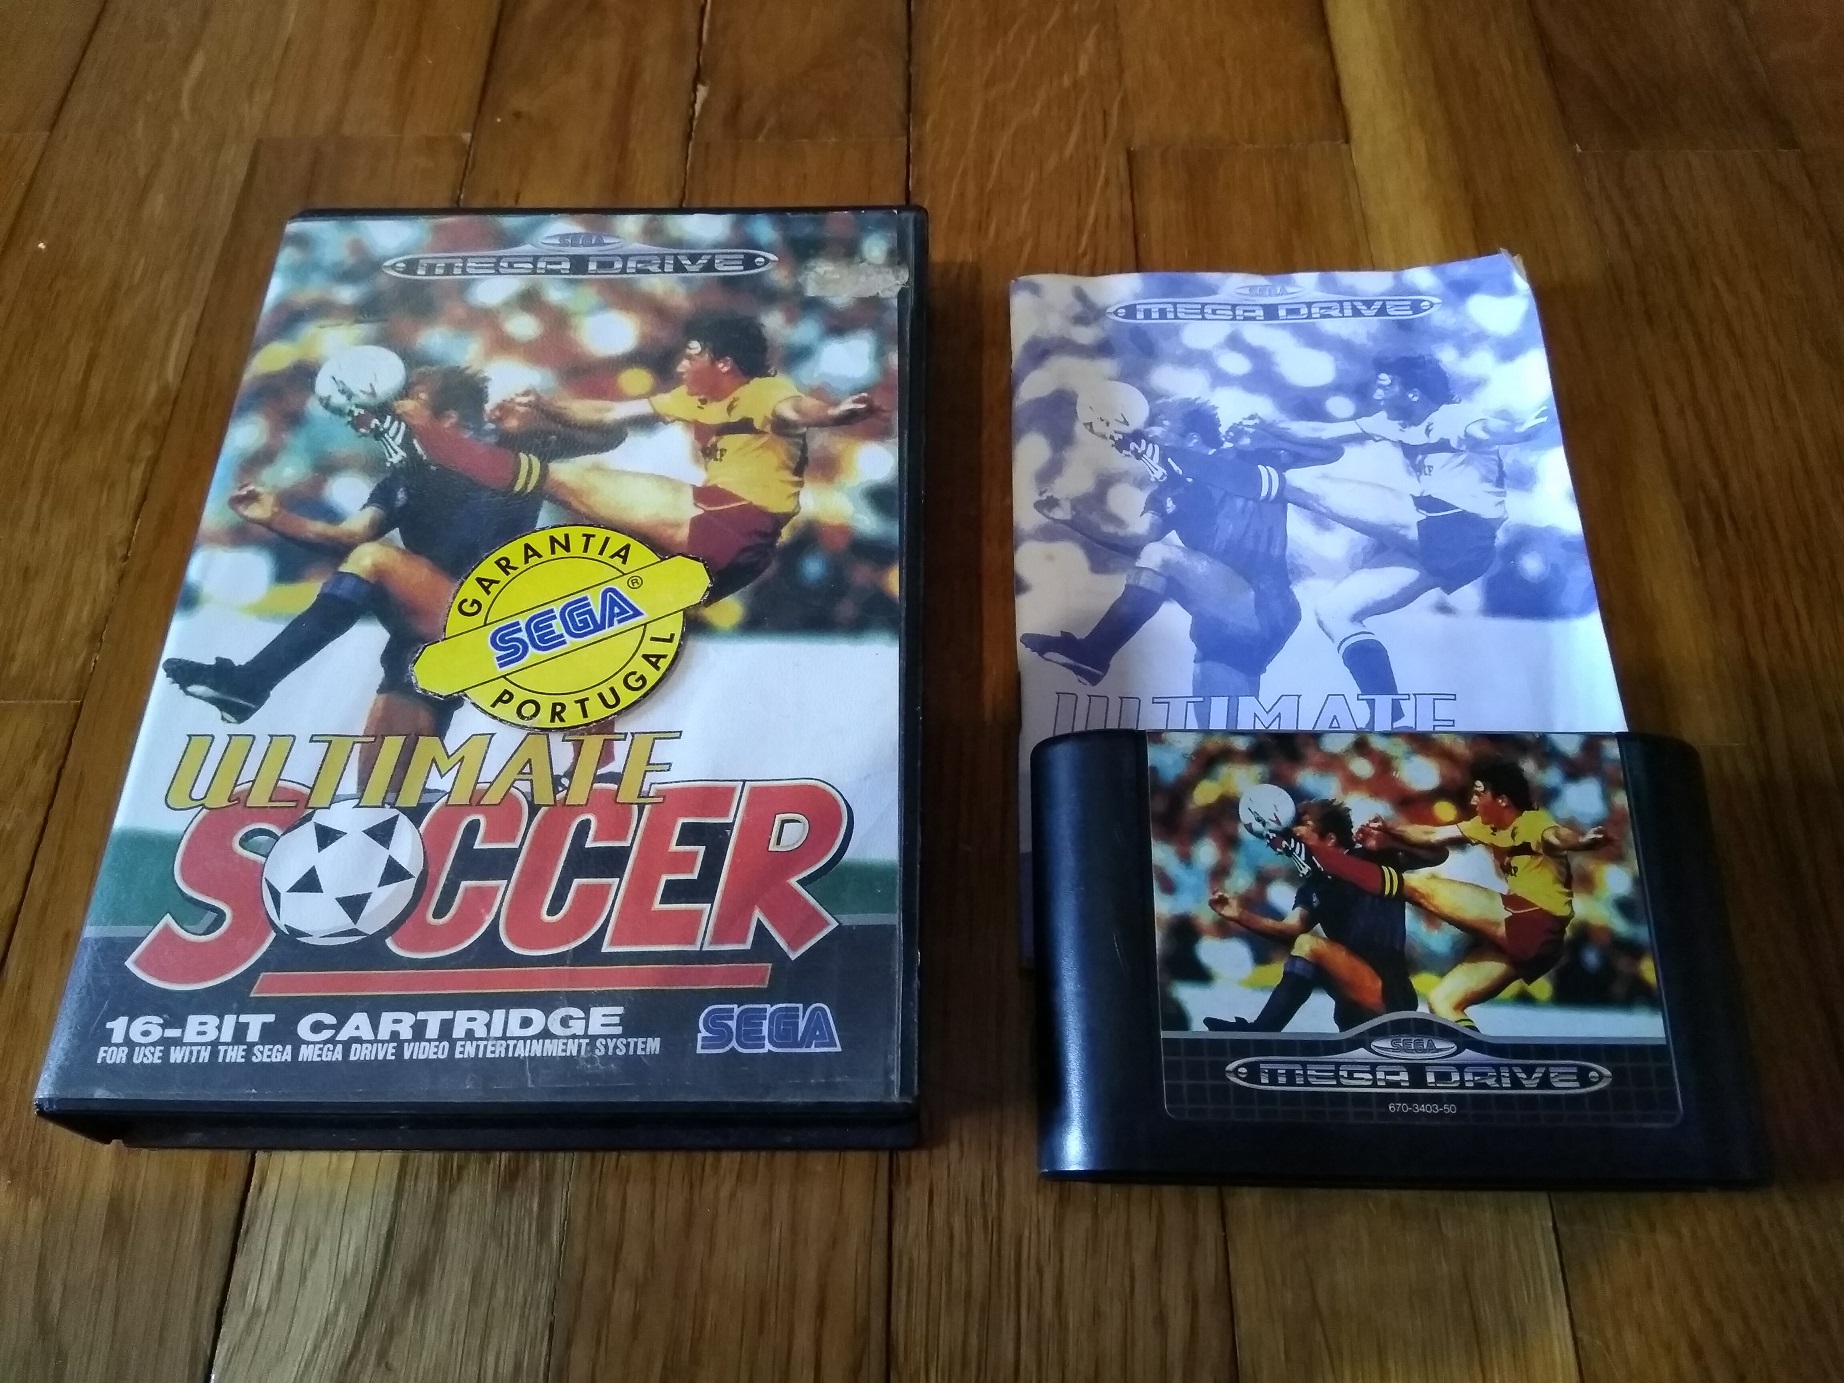 SEGA
MEGA DRIVE
GARANTIA
SEGA®
PORTUGAL
ULTIMATE
SOCCER
16-BIT CARTRIDGE
FOR USE WITH THE SEGA MEGA DRIVE VIDEO ENTERTAINMENT SYSTEM
SEGA
SEGA
MEGA DRIVE
ULTIMATE
SEGA
MEGA DRIVE
670-3403-50